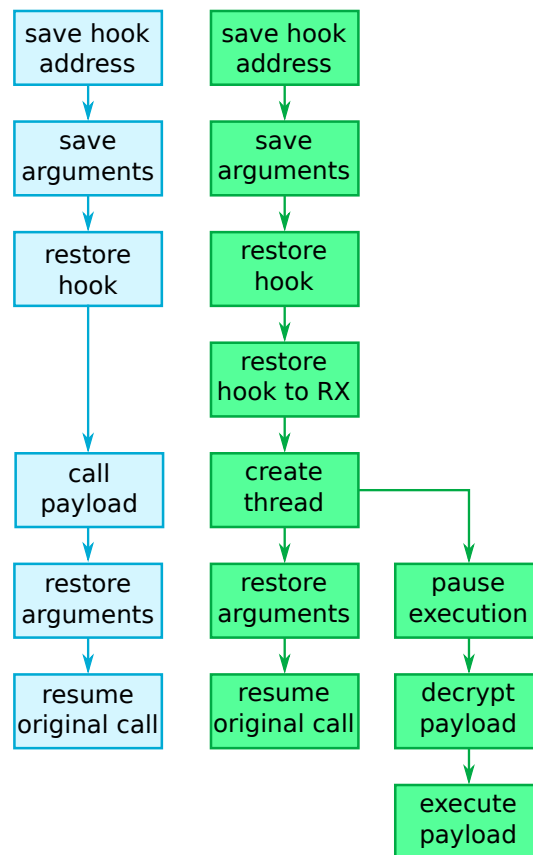 save hook
address
save
arguments
restore
hook
call
payload
restore
arguments
resume
original call
save hook
address
save
arguments
restore
hook
restore
hook to RX
create
thread
restore
arguments
resume
original call
pause
execution
decrypt
payload
execute
payload